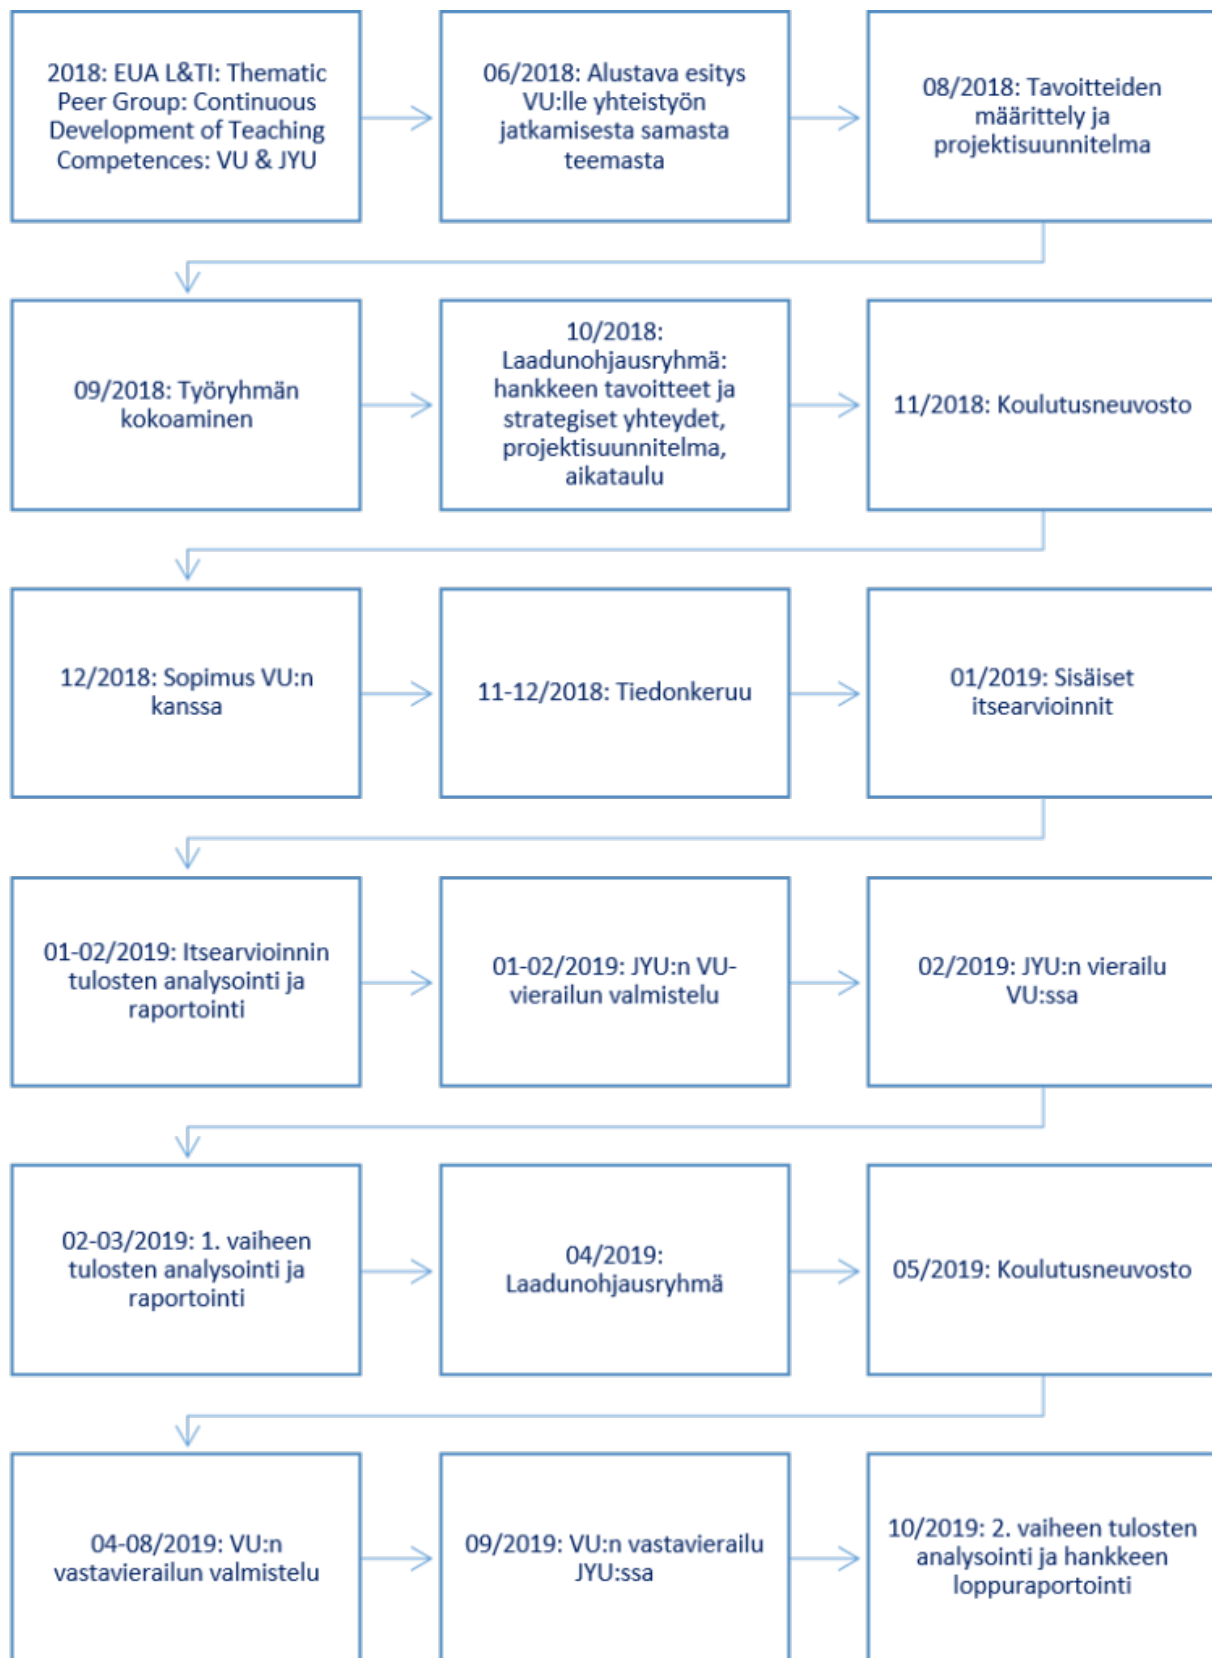 2018: EUA L&TI: Thematic
Peer Group: Continuous
Development of Teaching
Competences: VU & JYU
06/2018: Alustava esitys
VU:lle yhteistyön
jatkamisesta samasta
teemasta
08/2018: Tavoitteiden
määrittely ja
projektisuunnitelma
09/2018: Työryhmän
kokoaminen
10/2018:
Laadunohjausryhmä:
hankkeen tavoitteet ja
strategiset yhteydet,
projektisuunnitelma,
aikataulu
11/2018: Koulutusneuvosto
12/2018: Sopimus VU:n
kanssa
11-12/2018: Tiedonkeruu
01/2019: Sisäiset
itsearvioinnit
01-02/2019: Itsearvioinnin
tulosten analysointi ja
raportointi
01-02/2019: JYU:n VU-
vierailun valmistelu
02/2019: JYU:n vierailu
VU:ssa
02-03/2019: 1. vaiheen
tulosten analysointi ja
raportointi
04/2019:
Laadunohjausryhmä
05/2019: Koulutusneuvosto
04-08/2019: VU:n
vastavierailun valmistelu
09/2019: VU:n vastavierailu
JYU:ssa
10/2019: 2. vaiheen tulosten
analysointi ja hankkeen
loppuraportointi